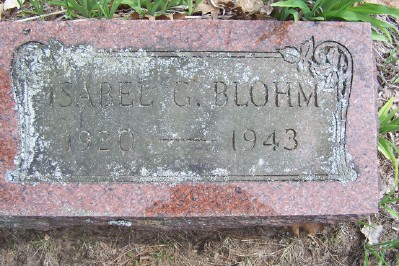 ISABEL G. BLOHM
1920 — 1943